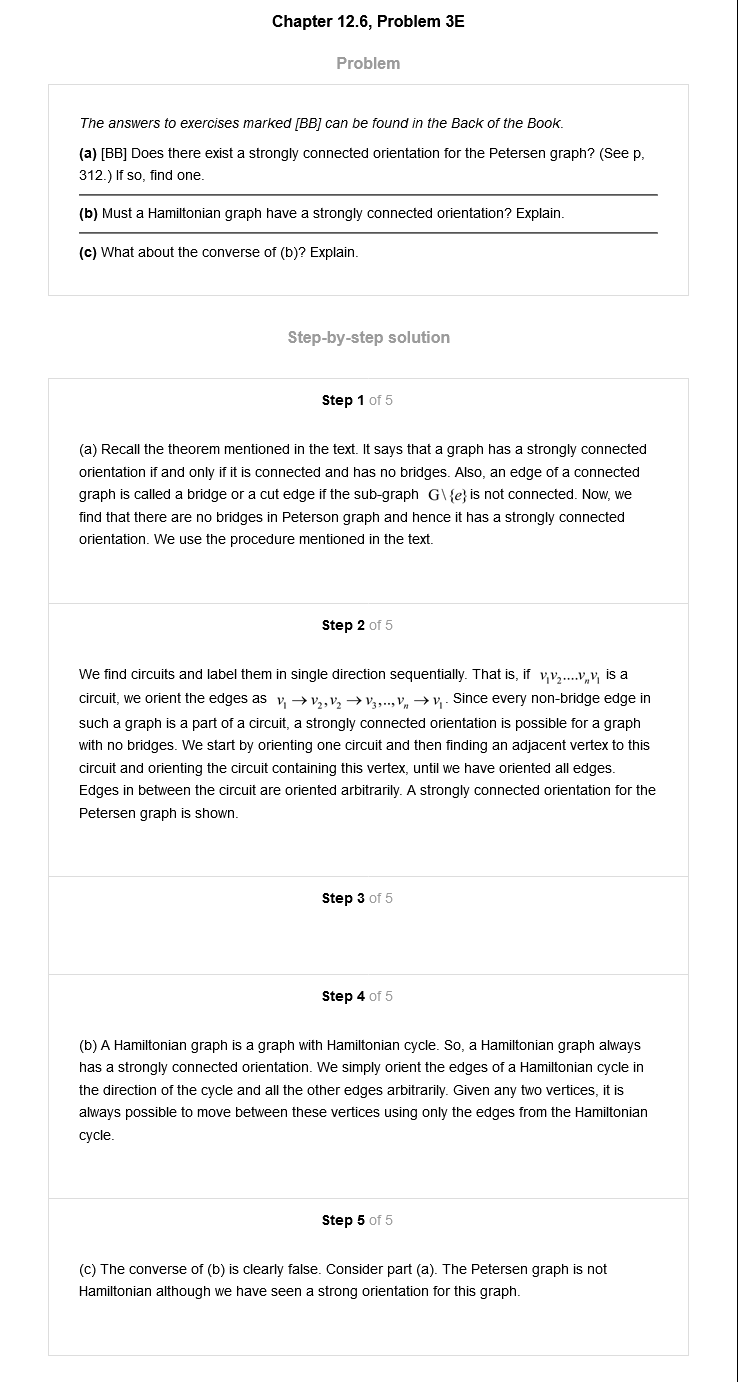 Chapter 12.6, Problem 3E
Problem
The answers to exercises marked [BB] can be found in the Back of the Book.
(a) [BB] Does there exist a strongly connected orientation for the Petersen graph? (See p,
312.) If so, find one.
(b) Must a Hamiltonian graph have a strongly connected orientation? Explain.
(c) What about the converse of (b)? Explain.
Step-by-step solution
Step 1 of 5
(a) Recall the theorem mentioned in the text. It says that a graph has a strongly connected
orientation if and only if it is connected and has no bridges. Also, an edge of a connected
graph is called a bridge or a cut edge if the sub-graph G\{e} is not connected. Now, we
find that there are no bridges in Peterson graph and hence it has a strongly connected
orientation. We use the procedure mentioned in the text.
Step 2 of 5
We find circuits and label them in single direction sequentially. That is, if v₁v₂....vₙv₁ is a
circuit, we orient the edges as v₁ → v₂, v₂ → v₃,.., vₙ → v₁. Since every non-bridge edge in
such a graph is a part of a circuit, a strongly connected orientation is possible for a graph
with no bridges. We start by orienting one circuit and then finding an adjacent vertex to this
circuit and orienting the circuit containing this vertex, until we have oriented all edges.
Edges in between the circuit are oriented arbitrarily. A strongly connected orientation for the
Petersen graph is shown.
Step 3 of 5
Step 4 of 5
(b) A Hamiltonian graph is a graph with Hamiltonian cycle. So, a Hamiltonian graph always
has a strongly connected orientation. We simply orient the edges of a Hamiltonian cycle in
the direction of the cycle and all the other edges arbitrarily. Given any two vertices, it is
always possible to move between these vertices using only the edges from the Hamiltonian
cycle.
Step 5 of 5
(c) The converse of (b) is clearly false. Consider part (a). The Petersen graph is not
Hamiltonian although we have seen a strong orientation for this graph.